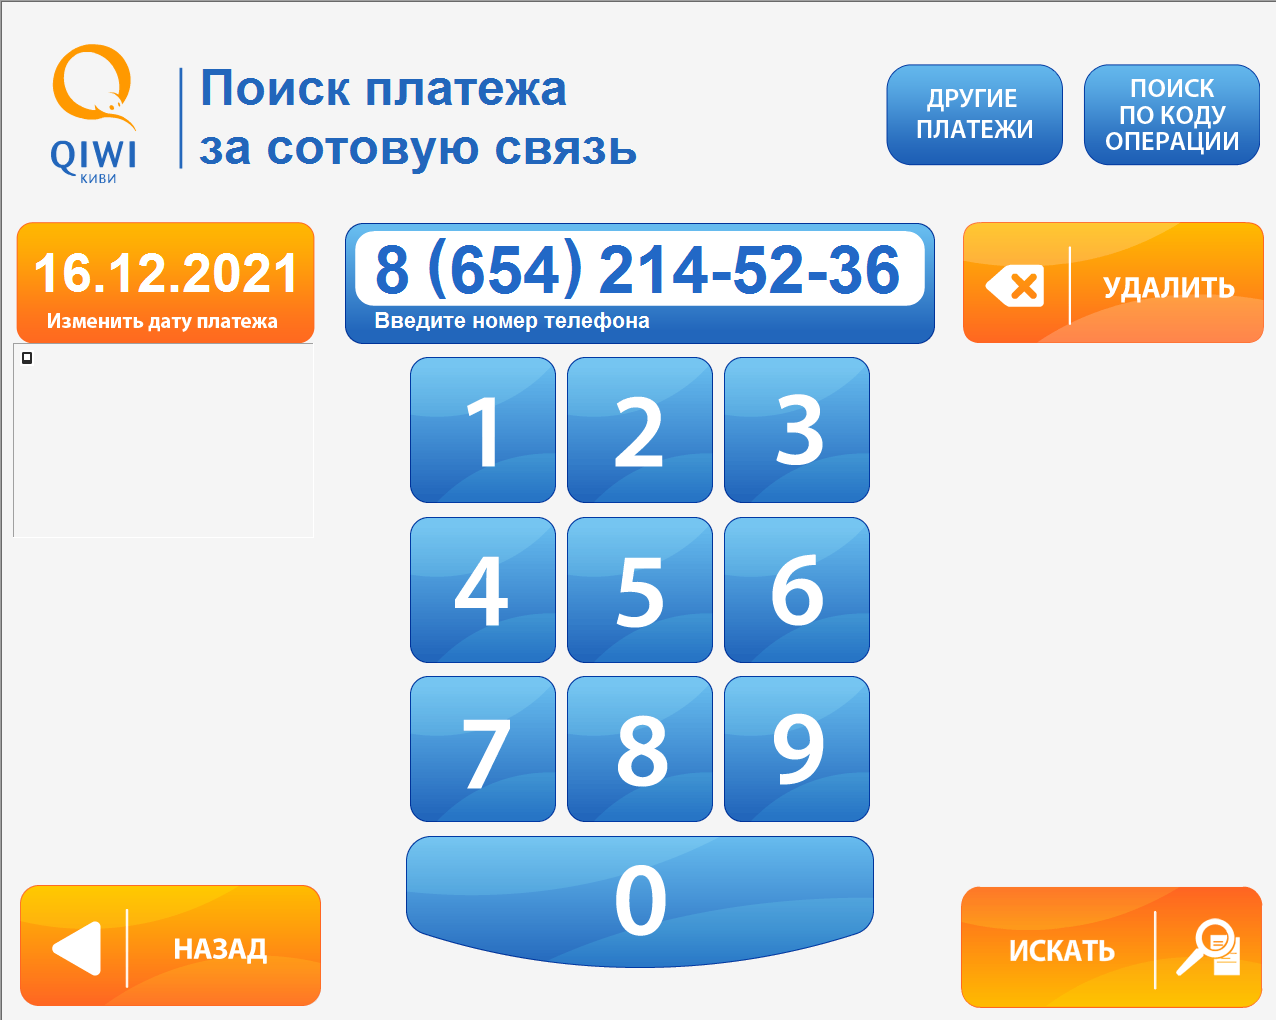 QIWI
КИВИ
Поиск платежа
за сотовую связь
ДРУГИЕ
ПЛАТЕЖИ
ПОИСК
ПО КОДУ
ОПЕРАЦИИ
16.12.2021
Изменить дату платежа
8 (654) 214-52-36
Введите номер телефона
УДАЛИТЬ
1
2
3
4
5
6
7
8
9
0
НАЗАД
ИСКАТЬ